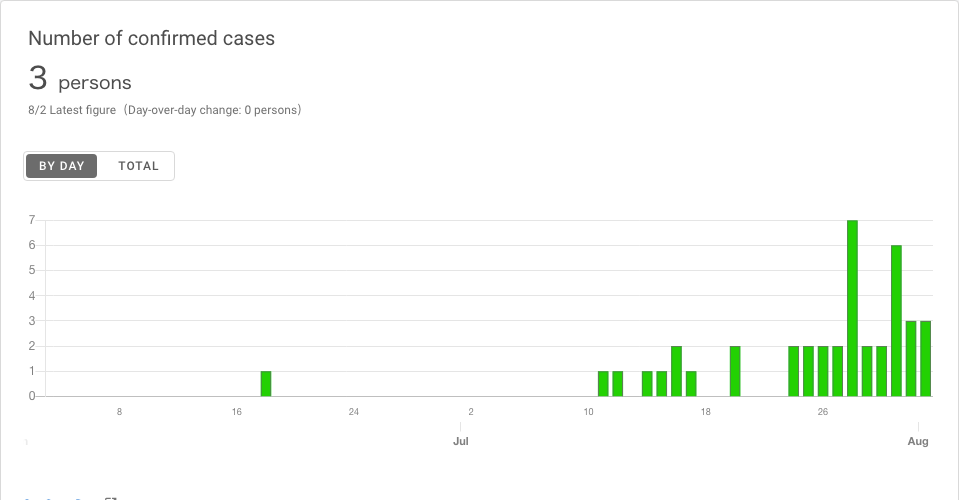 Number of confirmed cases
3 persons
8/2 Latest figure（Day-over-day change: 0 persons）
BY DAY TOTAL
7
6
5
4
3
2
1
0
8 16 24 2 10 18 26
Jul Aug